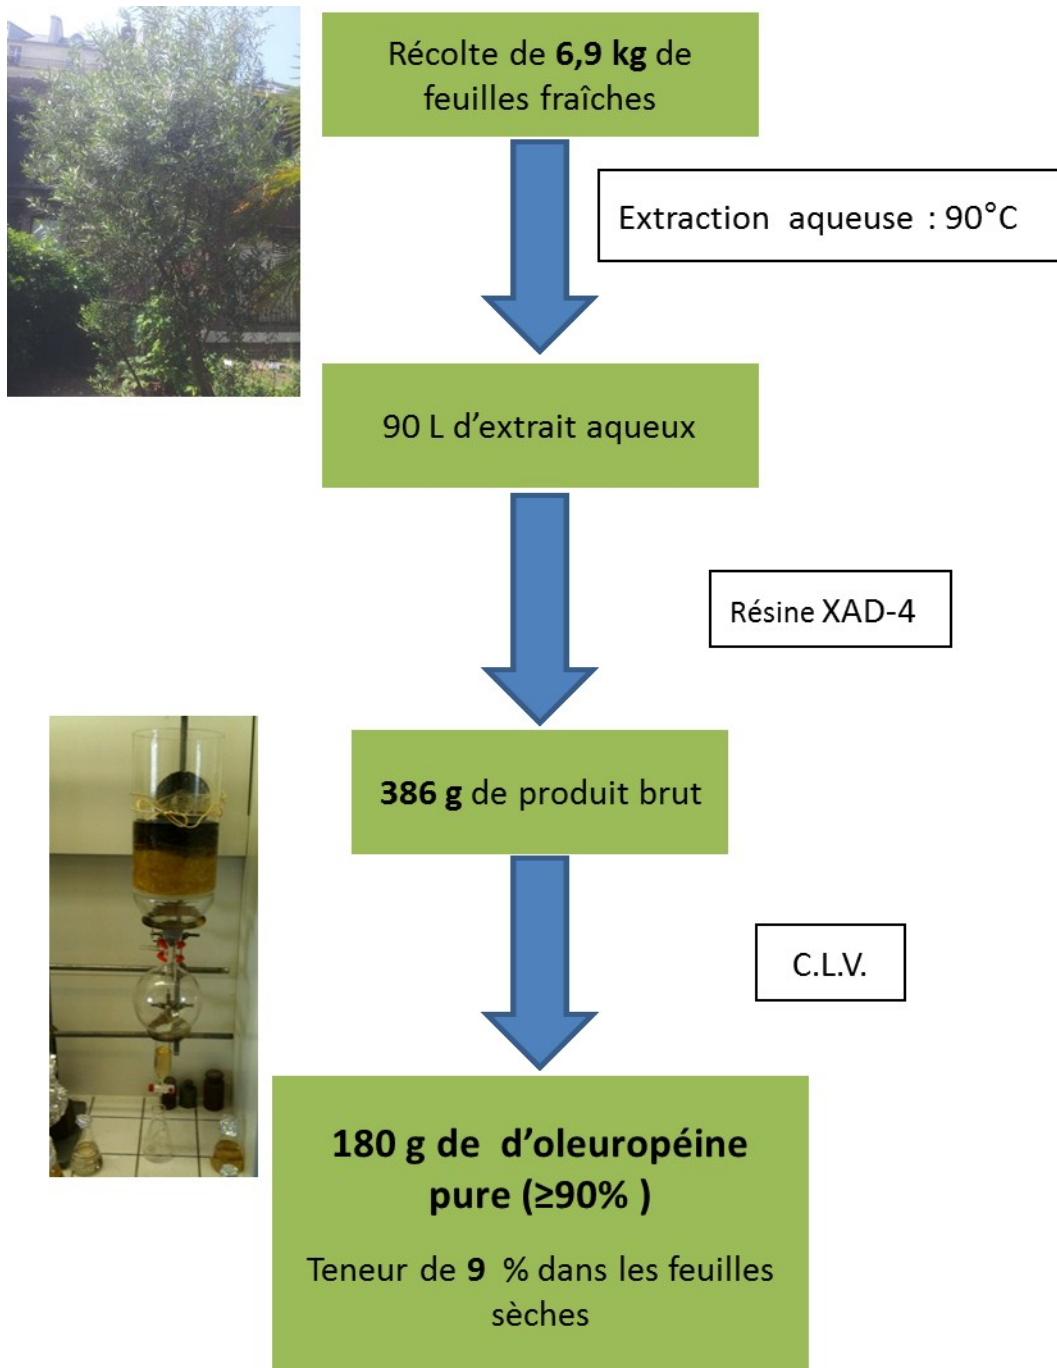 Récolte de 6,9 kg de
feuilles fraîches
Extraction aqueuse : 90°C
90 L d’extrait aqueux
Résine XAD-4
386 g de produit brut
C.L.V.
180 g de d’oleuropéine
pure (≥90% )
Teneur de 9 % dans les feuilles
sèches